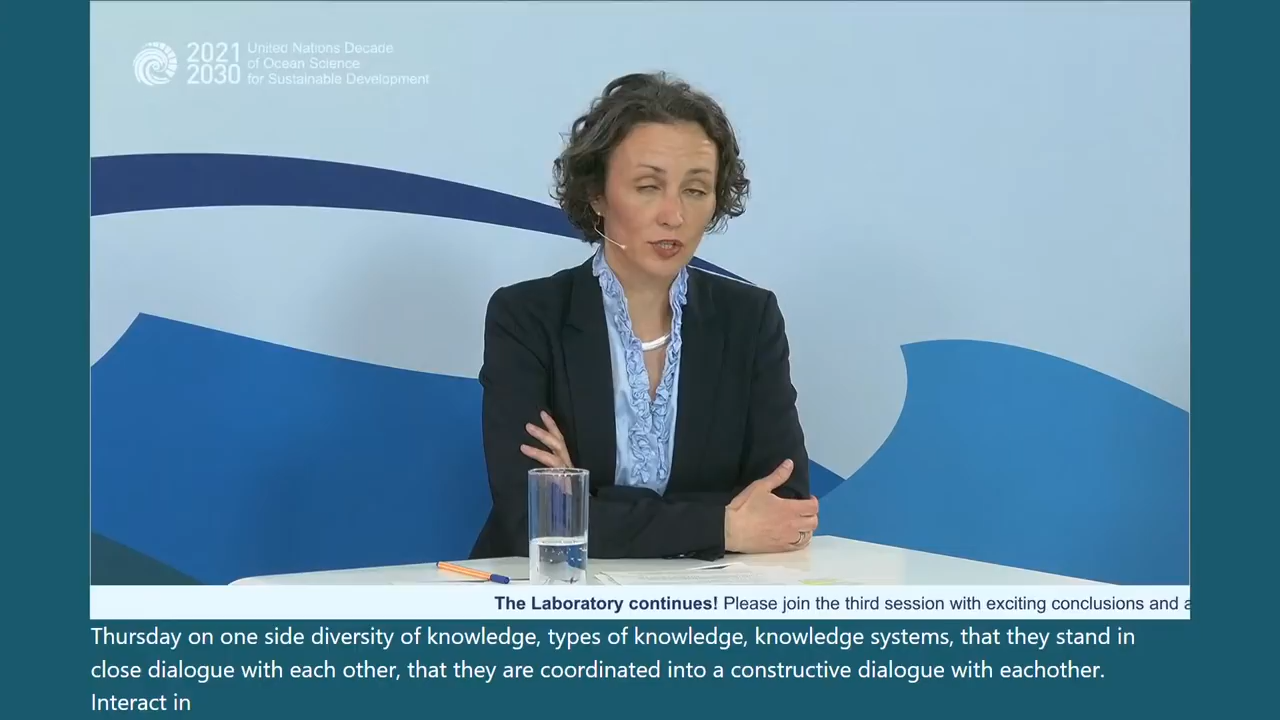 2021
2030
United Nations Decade
of Ocean Science
for Sustainable Development
The Laboratory continues! Please join the third session with exciting conclusions and a
Thursday on one side diversity of knowledge, types of knowledge, knowledge systems, that they stand in
close dialogue with each other, that they are coordinated into a constructive dialogue with eachother.
Interact in